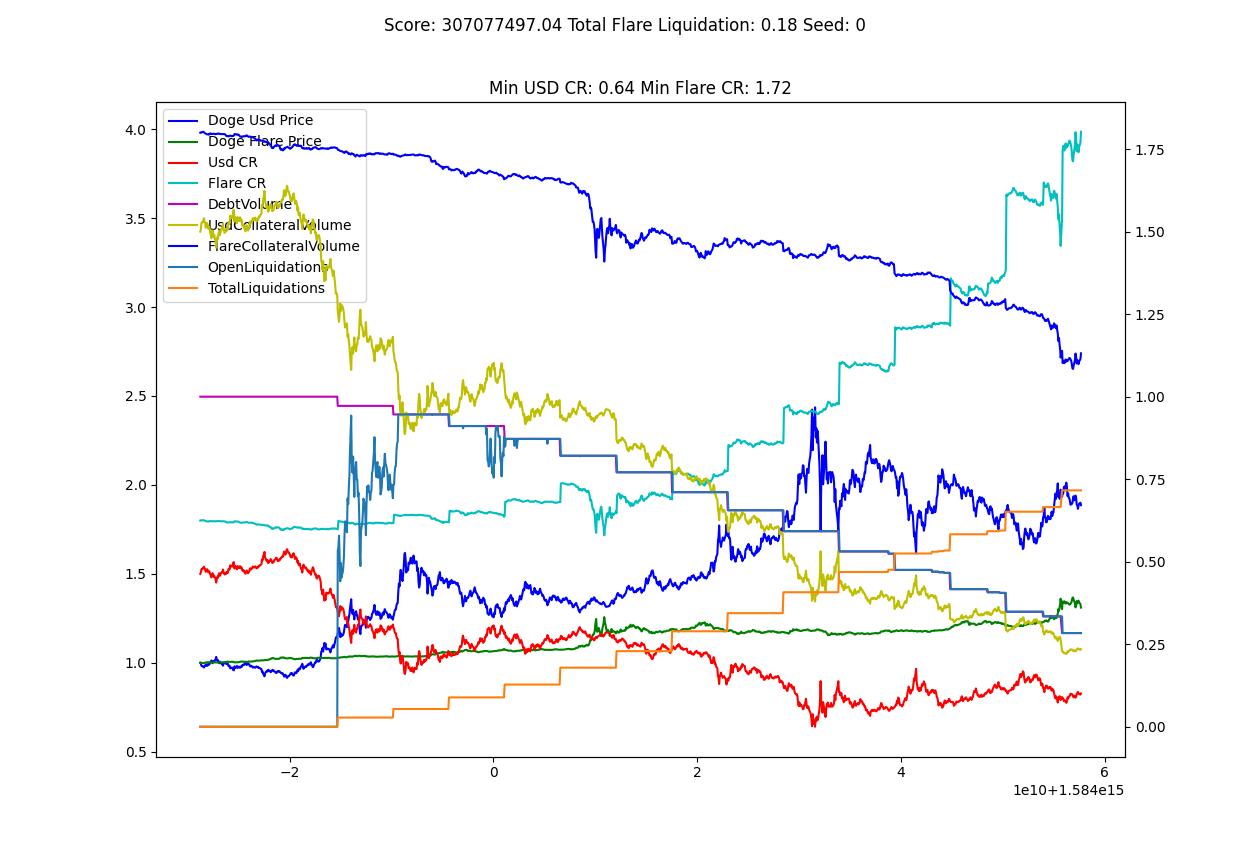 Score: 307077497.04 Total Flare Liquidation: 0.18 Seed: 0
Min USD CR: 0.64 Min Flare CR: 1.72
Doge Usd Price
Doge Flare Price
Usd CR
Flare CR
DebtVolume
UsdCollateralVolume
FlareCollateralVolume
OpenLiquidations
TotalLiquidations
4.0
3.5
3.0
2.5
2.0
1.5
1.0
0.5
1.75
1.50
1.25
1.00
0.75
0.50
0.25
0.00
−2
0
2
4
6
1e10+1.584e15